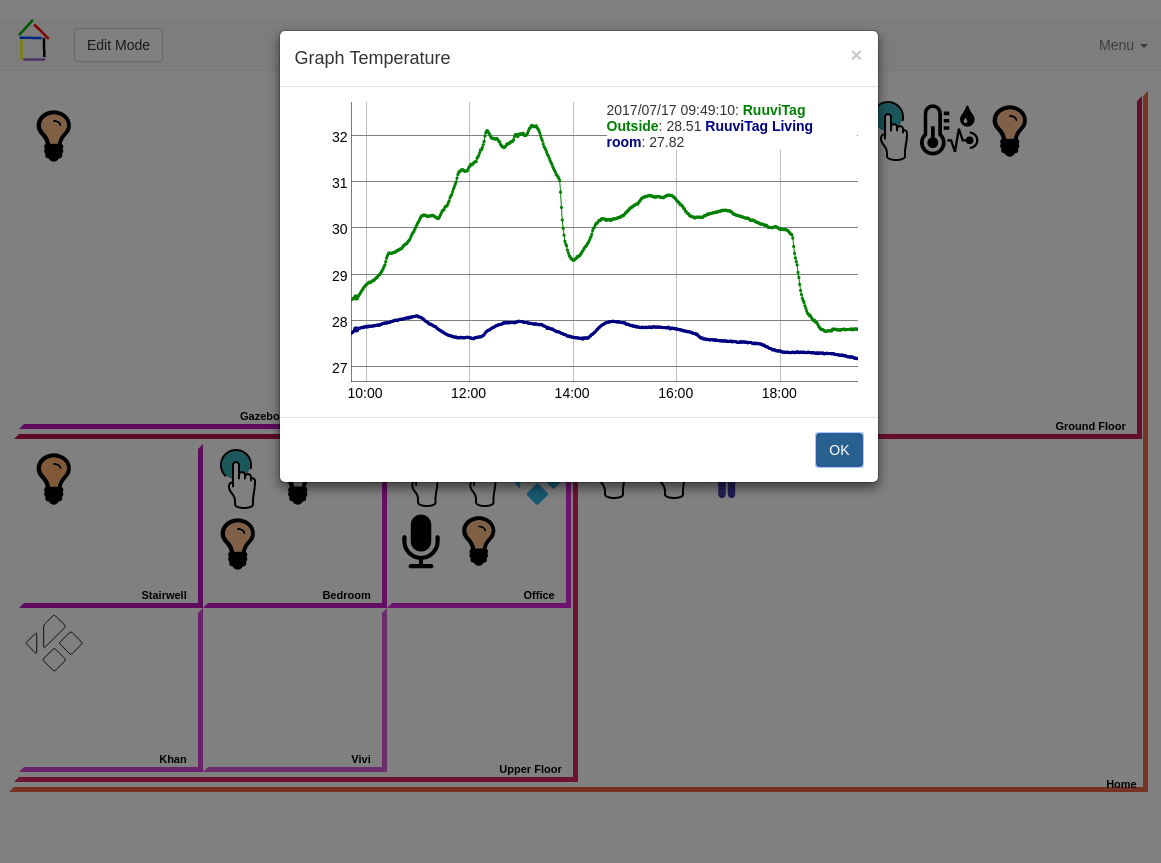 Edit Mode
Menu
Graph Temperature
×
2017/07/17 09:49:10: RuuviTag
Outside: 28.51 RuuviTag Living
room: 27.82
32
31
30
29
28
27
10:00 12:00 14:00 16:00 18:00
OK
Gazebo
Ground Floor
Stairwell
Bedroom
Office
Khan
Vivi
Upper Floor
Home